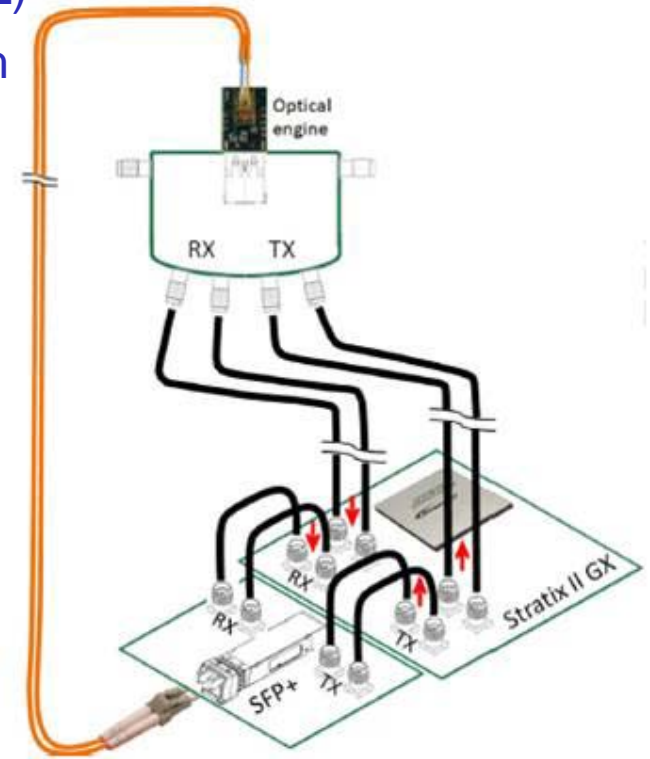 Optical
engine
RX TX
RX
RX
TX
TX
Stratix II GX
SFP+